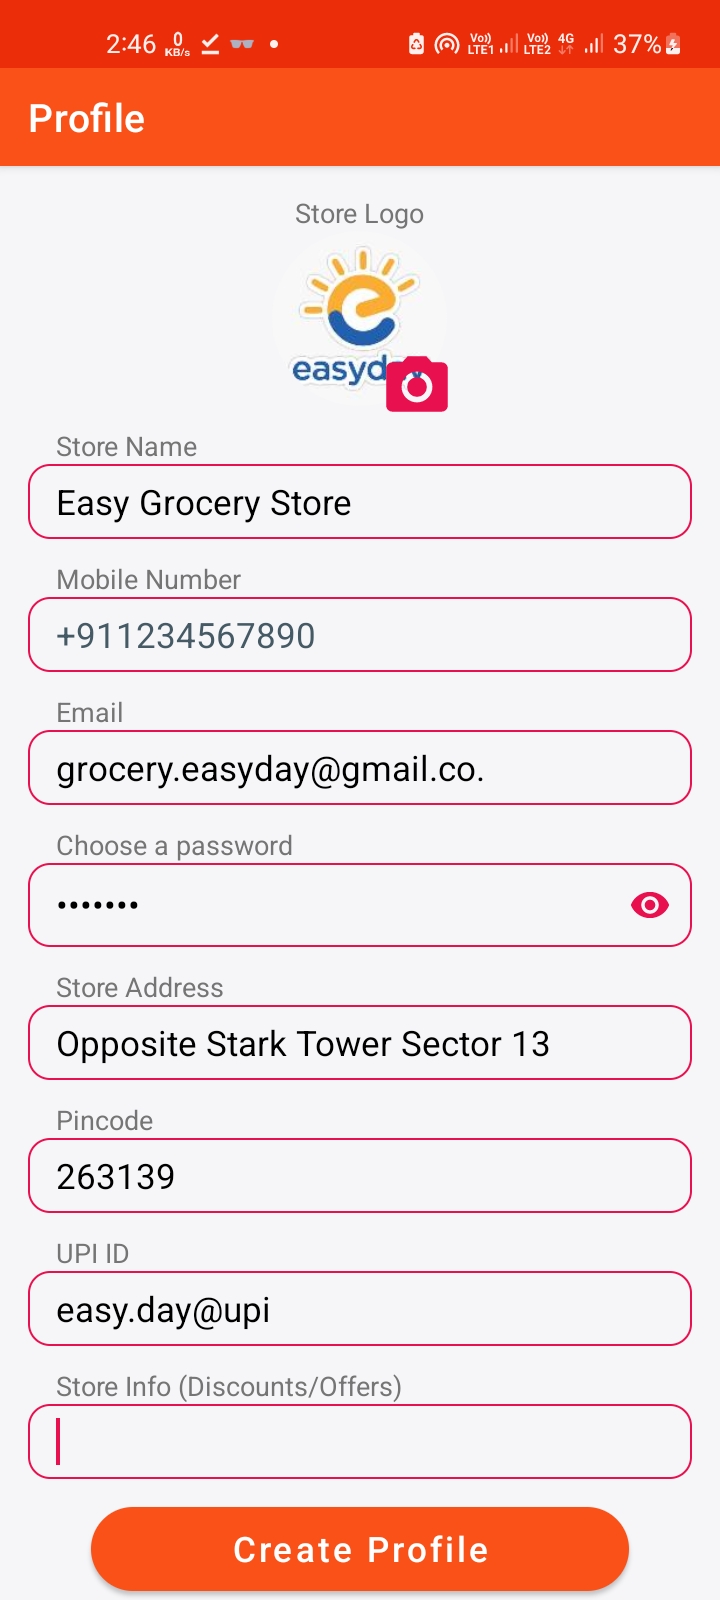 2:46 0 KB/s Vo)) LTE1 Vo)) LTE2 4G 37%
Profile
Store Logo
easyd
Store Name
Easy Grocery Store
Mobile Number
+911234567890
Email
grocery.easyday@gmail.co.
Choose a password
•••••••
Store Address
Opposite Stark Tower Sector 13
Pincode
263139
UPI ID
easy.day@upi
Store Info (Discounts/Offers)
Create Profile